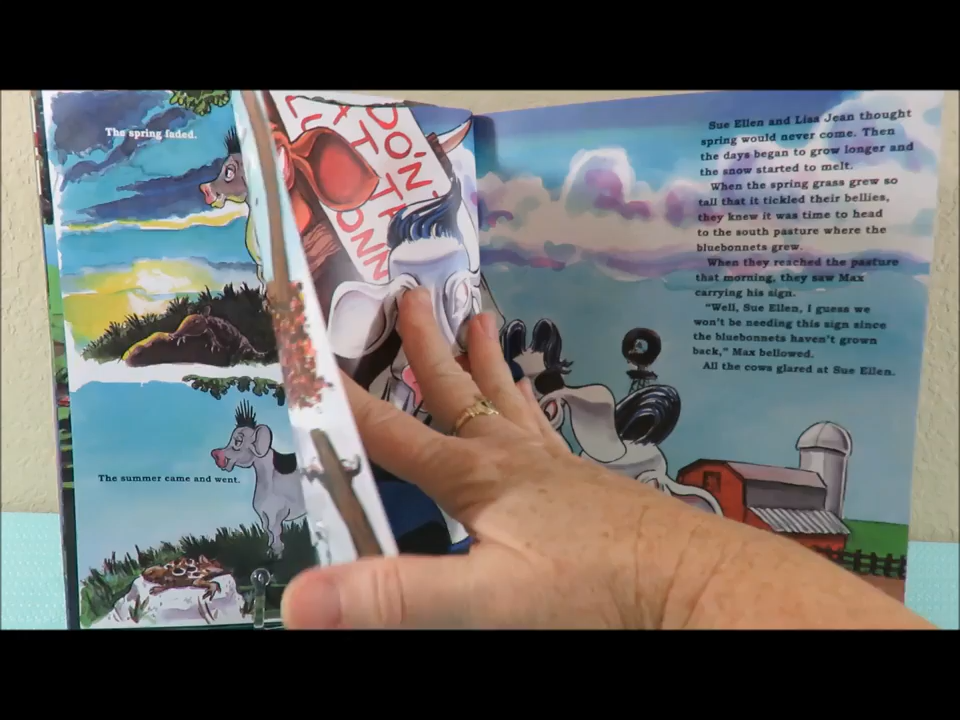 The spring faded.
The summer came and went.
DON'T
Sue Ellen and Lisa Jean thought
spring would never come. Then
the days began to grow longer and
the snow started to melt.
When the spring grass grew so
tall that it tickled their bellies,
they knew it was time to head
to the south pasture where the
bluebonnets grew.
When they reached the pasture
that morning, they saw Max
carrying his sign.
"Well, Sue Ellen, I guess we
won't be needing this sign since
the bluebonnets haven't grown
back," Max bellowed.
All the cows glared at Sue Ellen.